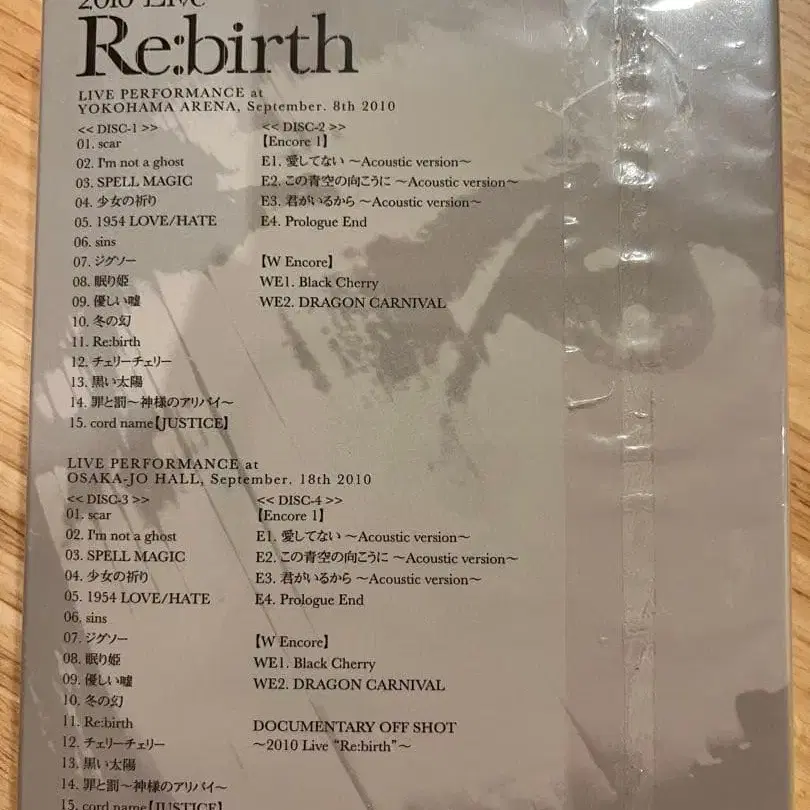 2010 Live
Re:birth
LIVE PERFORMANCE at
YOKOHAMA ARENA, September. 8th 2010
<< DISC-1 >>
01. scar
02. I'm not a ghost
03. SPELL MAGIC
04. 少女の祈り
05. 1954 LOVE/HATE
06. sins
07. ジグソー
08. 眠り姫
09. 優しい嘘
10. 冬の幻
11. Re:birth
12. チェリーチェリー
13. 黒い太陽
14. 罪と罰〜神様のアリバイ〜
15. cord name【JUSTICE】
<< DISC-2 >>
【Encore 1】
E1. 愛してない 〜Acoustic version〜
E2. この青空の向こうに 〜Acoustic version〜
E3. 君がいるから 〜Acoustic version〜
E4. Prologue End
【W Encore】
WE1. Black Cherry
WE2. DRAGON CARNIVAL
LIVE PERFORMANCE at
OSAKA-JO HALL, September. 18th 2010
<< DISC-3 >>
01. scar
02. I'm not a ghost
03. SPELL MAGIC
04. 少女の祈り
05. 1954 LOVE/HATE
06. sins
07. ジグソー
08. 眠り姫
09. 優しい嘘
10. 冬の幻
11. Re:birth
12. チェリーチェリー
13. 黒い太陽
14. 罪と罰〜神様のアリバイ〜
15. cord name【JUSTICE】
<< DISC-4 >>
【Encore 1】
E1. 愛してない 〜Acoustic version〜
E2. この青空の向こうに 〜Acoustic version〜
E3. 君がいるから 〜Acoustic version〜
E4. Prologue End
【W Encore】
WE1. Black Cherry
WE2. DRAGON CARNIVAL
DOCUMENTARY OFF SHOT
〜2010 Live "Re:birth"〜